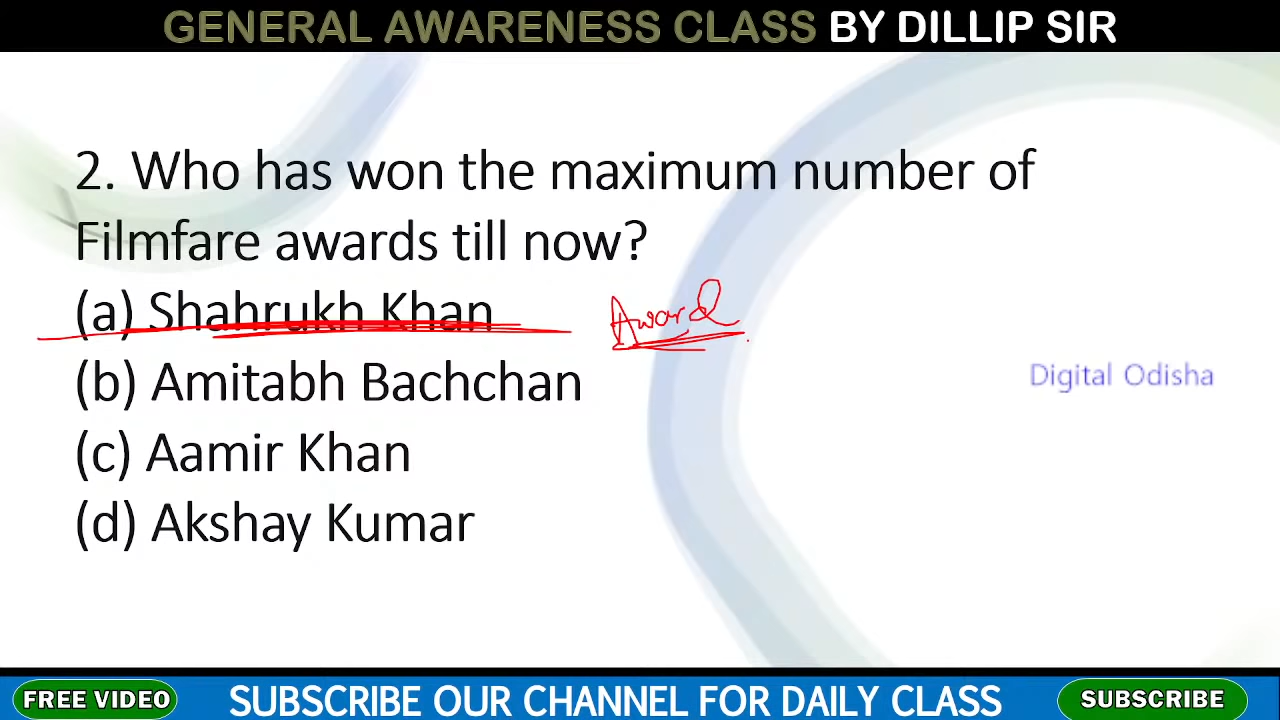 GENERAL AWARENESS CLASS BY DILLIP SIR
2. Who has won the maximum number of
Filmfare awards till now?
(a) Shahrukh Khan
Award
(b) Amitabh Bachchan
Digital Odisha
(c) Aamir Khan
(d) Akshay Kumar
FREE VIDEO
SUBSCRIBE OUR CHANNEL FOR DAILY CLASS
SUBSCRIBE